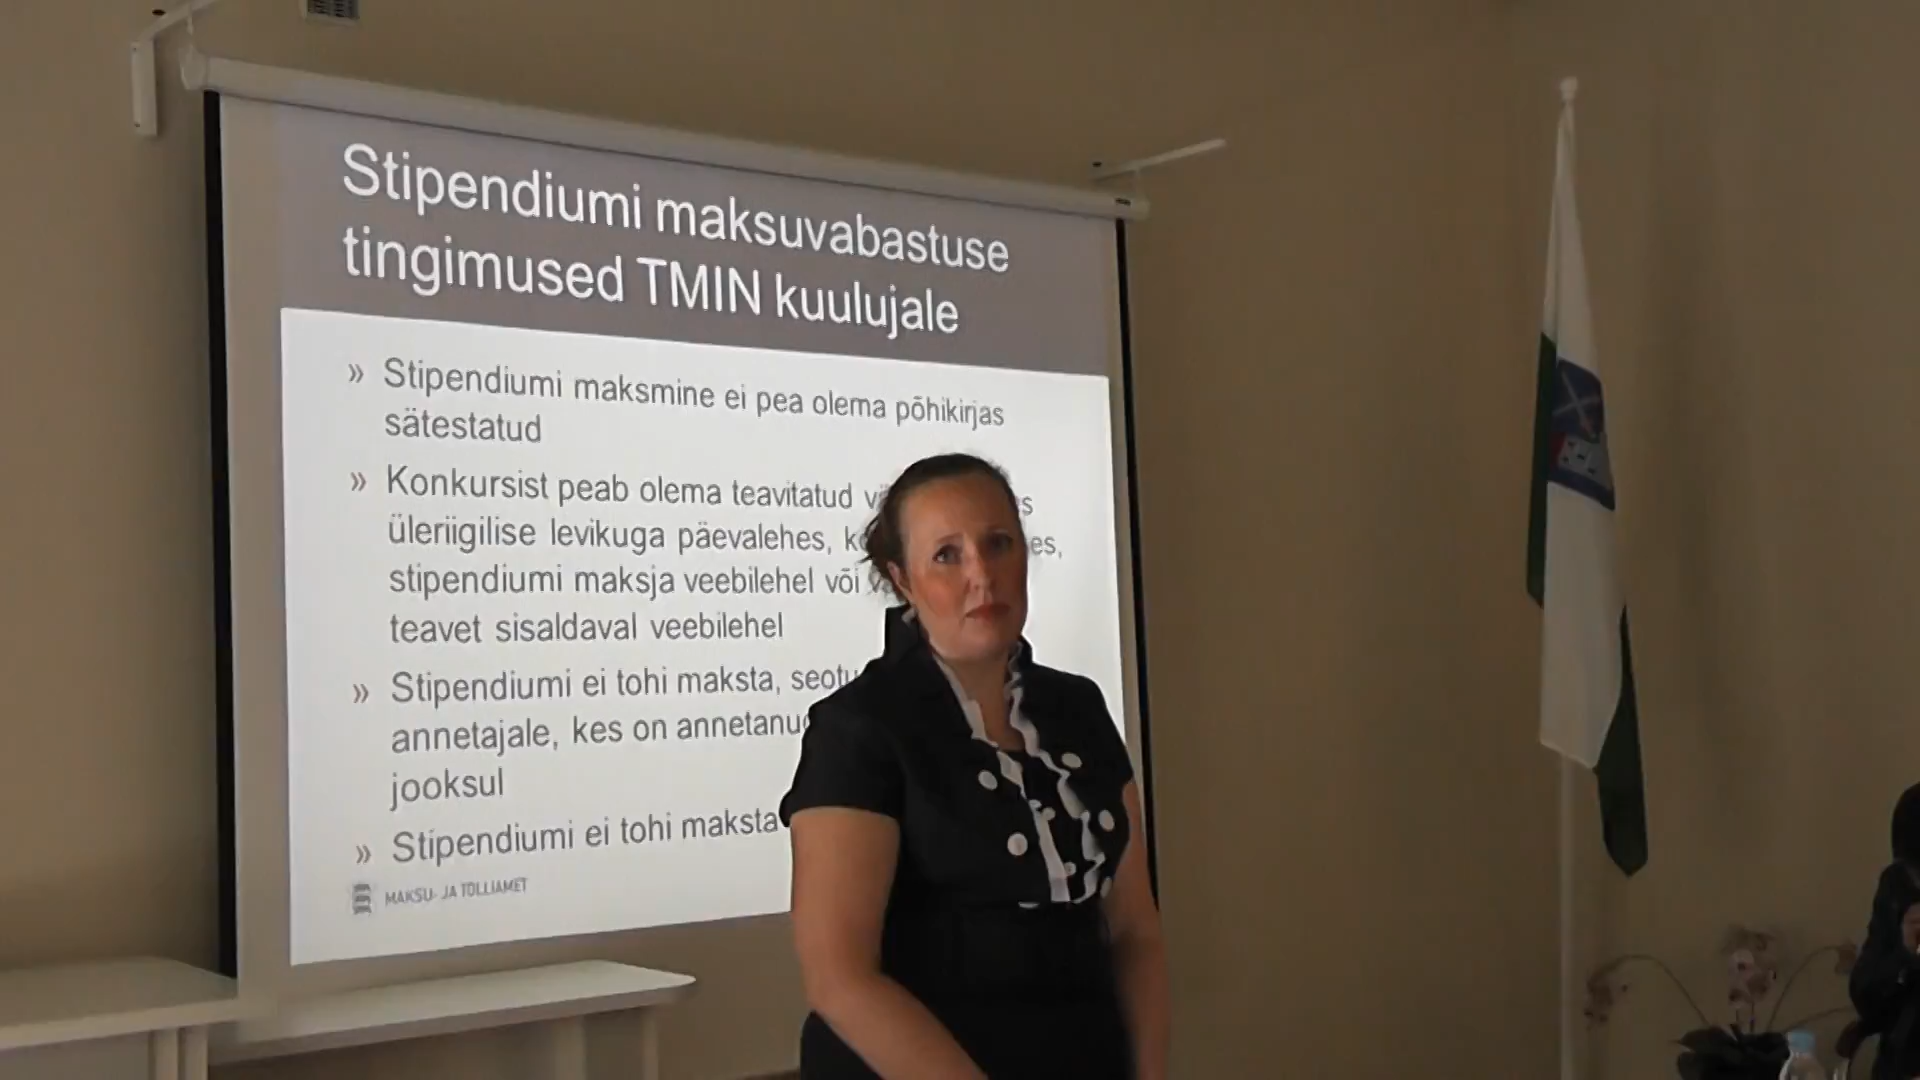 Stipendiumi maksuvabastuse
tingimused TMIN kuulujale
» Stipendiumi maksmine ei pea olema põhikirjas
sätestatud
» Konkursist peab olema teavitatud
üleriigilise levikuga päevalehes,
stipendiumi maksja veebilehel või
teavet sisaldaval veebilehel
» Stipendiumi ei tohi maksta,
annetajale, kes on
jooksul
» Stipendiumi ei tohi maksta
MAKSU- JA TOLLIAMET